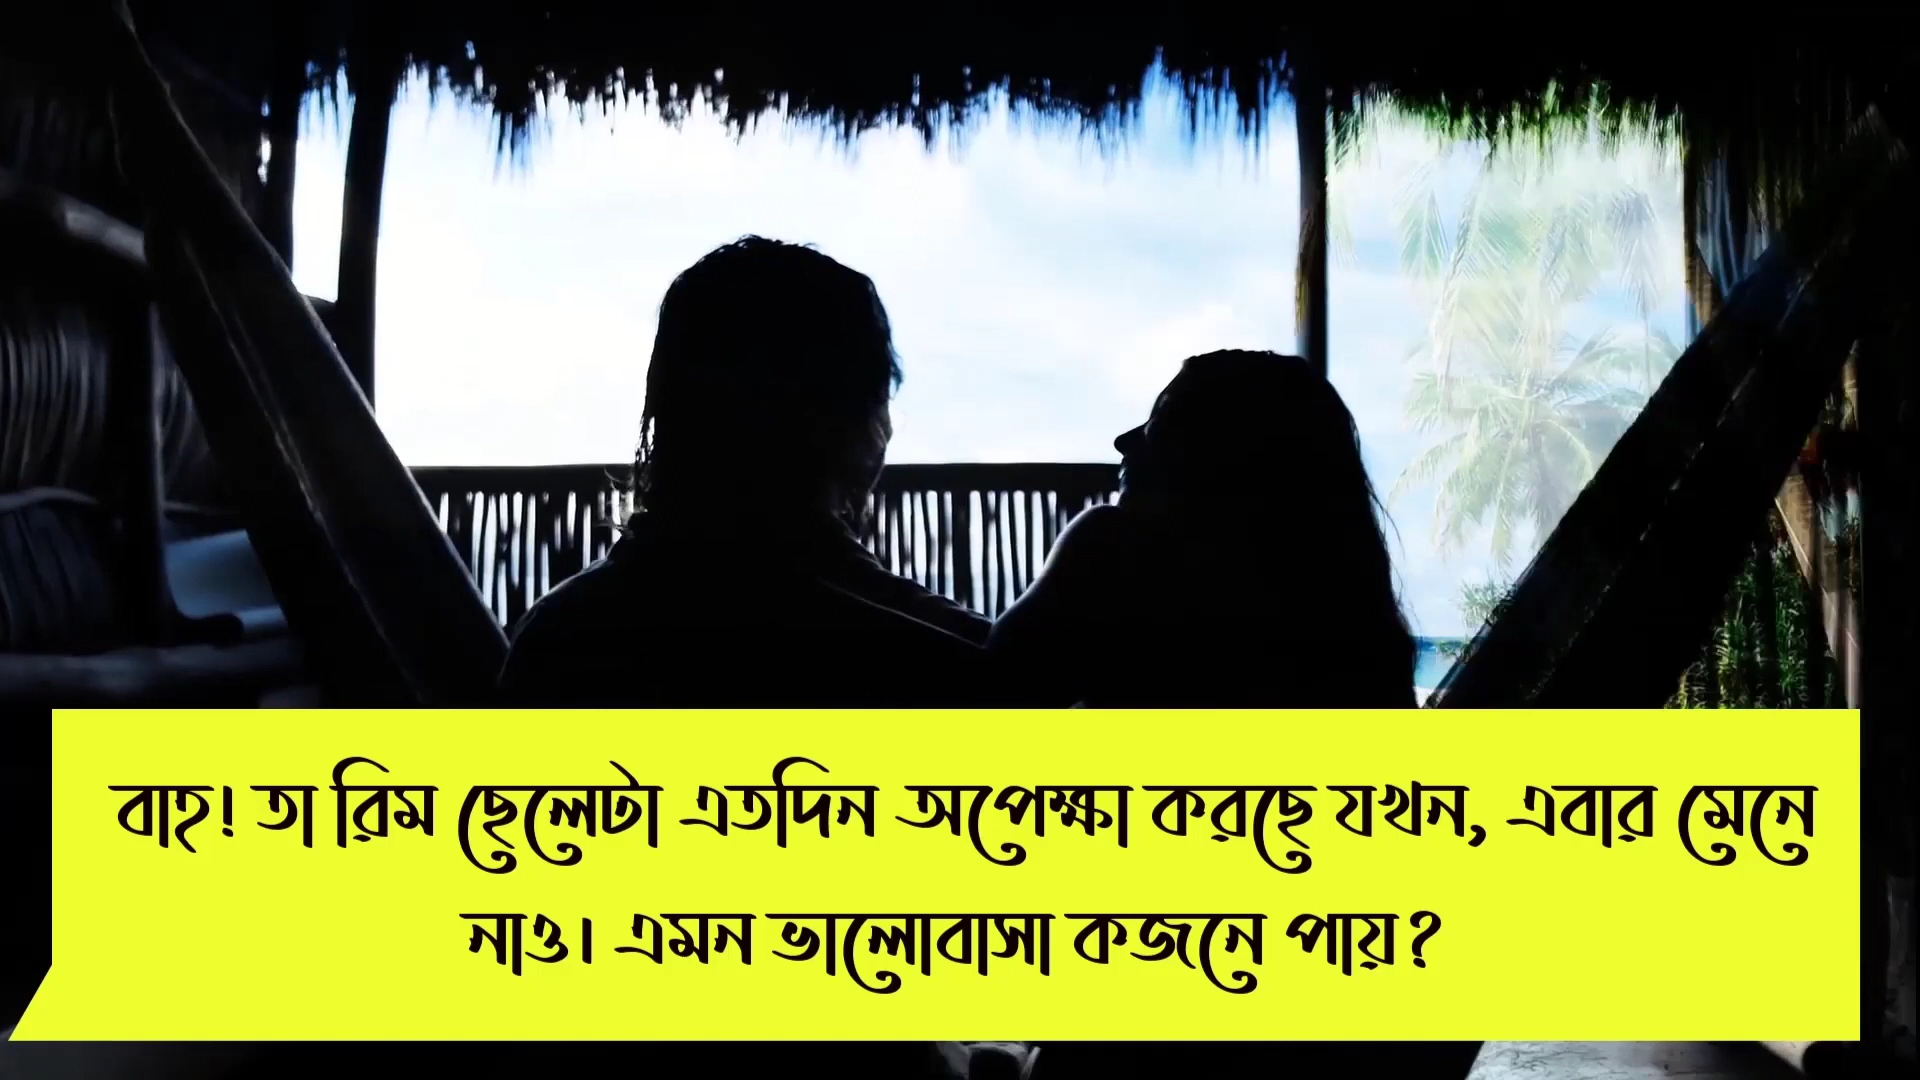 বাহ! তা রিম ছেলেটা এতদিন অপেক্ষা করছে যখন, এবার মেনে
নাও। এমন ভালোবাসা কজনে পায়?